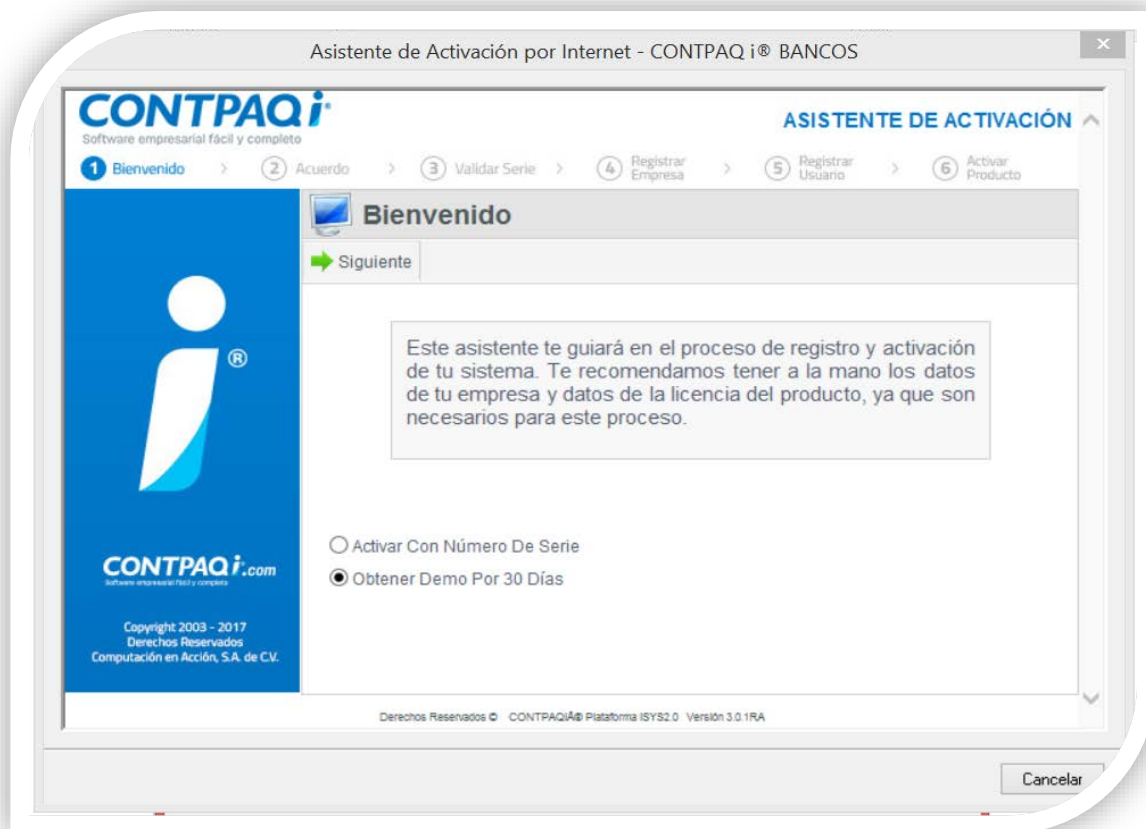 Asistente de Activación por Internet - CONTPAQ i® BANCOS
CONTPAQi®
Software empresarial fácil y completo
ASISTENTE DE ACTIVACIÓN
1 Bienvenido > 2 Acuerdo > 3 Validar Serie > 4 Registrar Empresa > 5 Registrar Usuario > 6 Activar Producto
Bienvenido
Siguiente
Este asistente te guiará en el proceso de registro y activación
de tu sistema. Te recomendamos tener a la mano los datos
de tu empresa y datos de la licencia del producto, ya que son
necesarios para este proceso.
Activar Con Número De Serie
Obtener Demo Por 30 Días
®
CONTPAQi.com
Software empresarial fácil y completo
Copyright 2003 - 2017
Derechos Reservados
Computación en Acción, S.A. de C.V.
Derechos Reservados © CONTPAQiÂ® Plataforma ISYS2.0 Versión 3.0.1RA
Cancelar